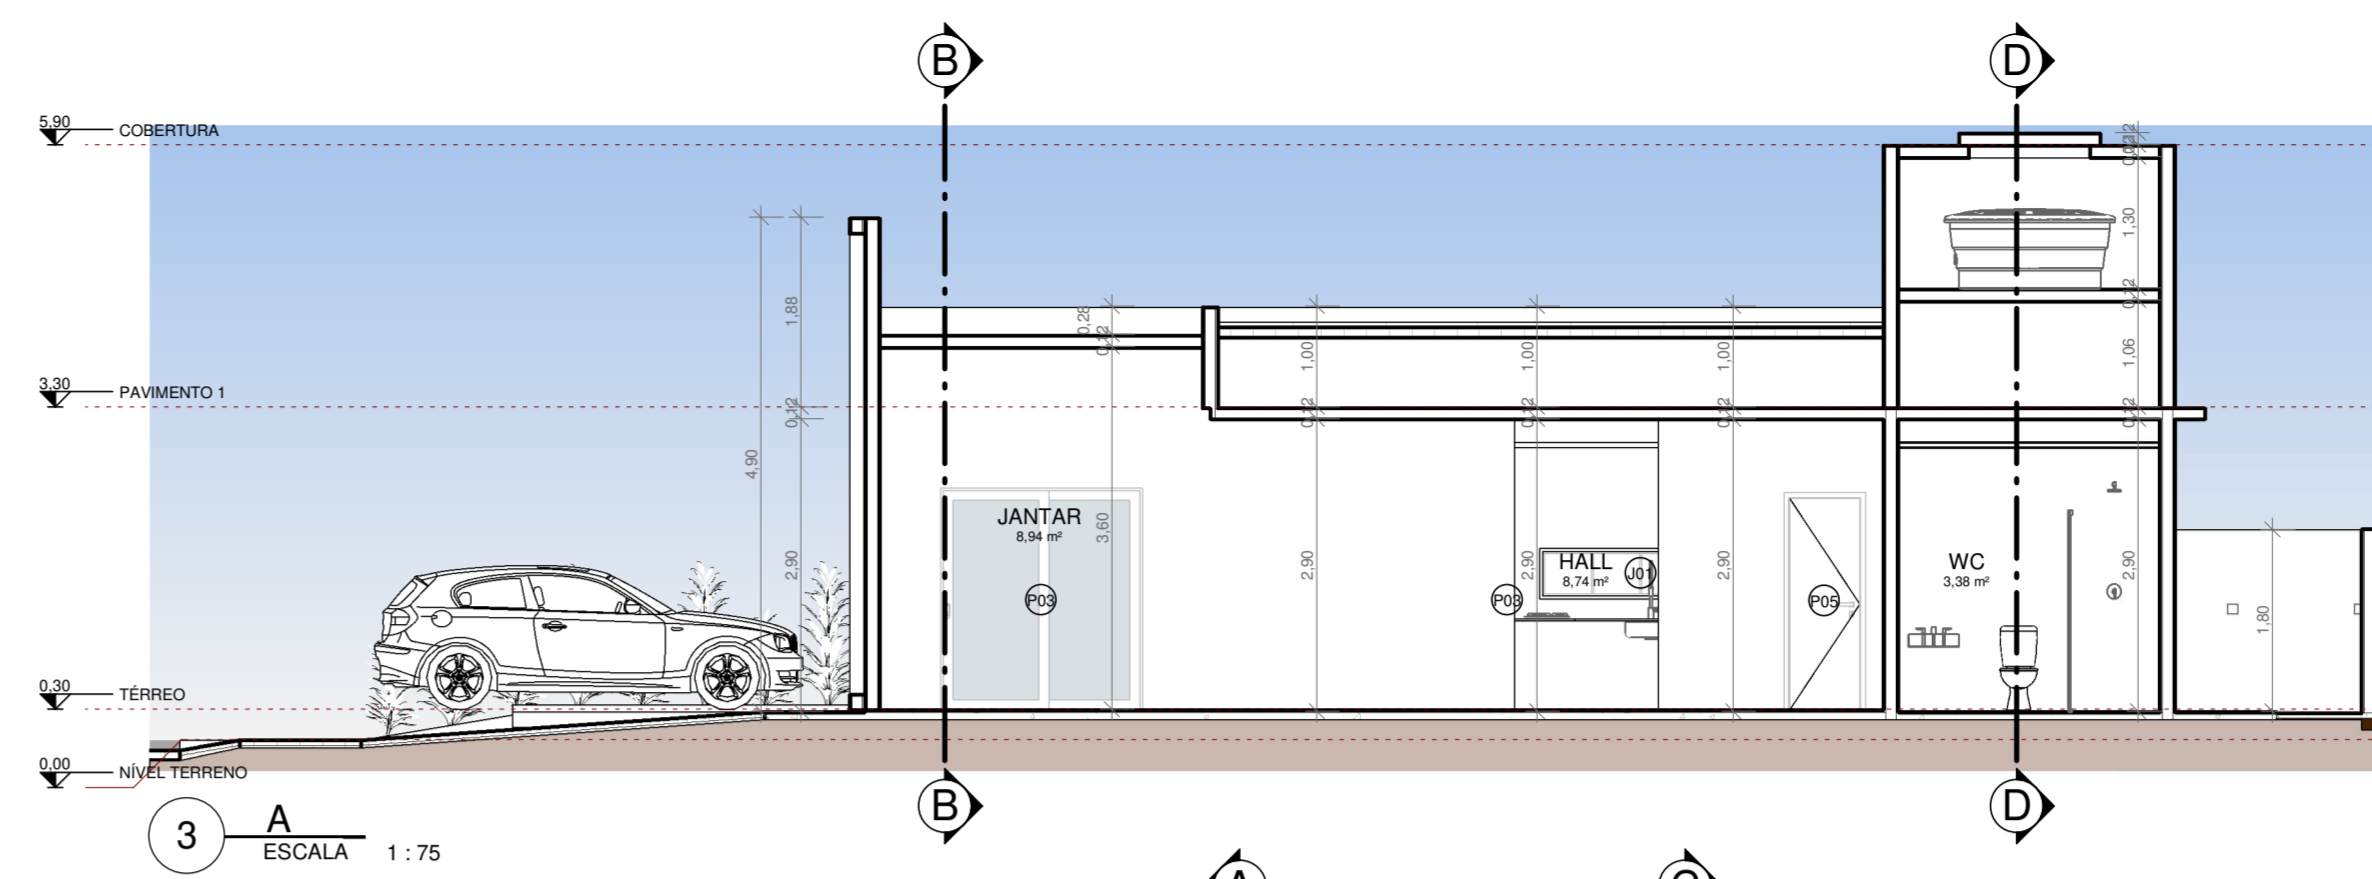 B
D
5,90
COBERTURA
0,12
1,30
0,12
1,88
0,28
0,12
1,00
1,00
1,00
1,06
3,30
PAVIMENTO 1
0,12
0,12
0,12
0,12
0,12
4,90
2,90
JANTAR
8,94 m²
3,60
P03
2,90
P03
2,90
HALL
8,74 m²
J01
2,90
P05
WC
3,38 m²
2,90
1,80
0,30
TÉRREO
0,00
NÍVEL TERRENO
B
D
3
A
ESCALA 1 : 75
A
C